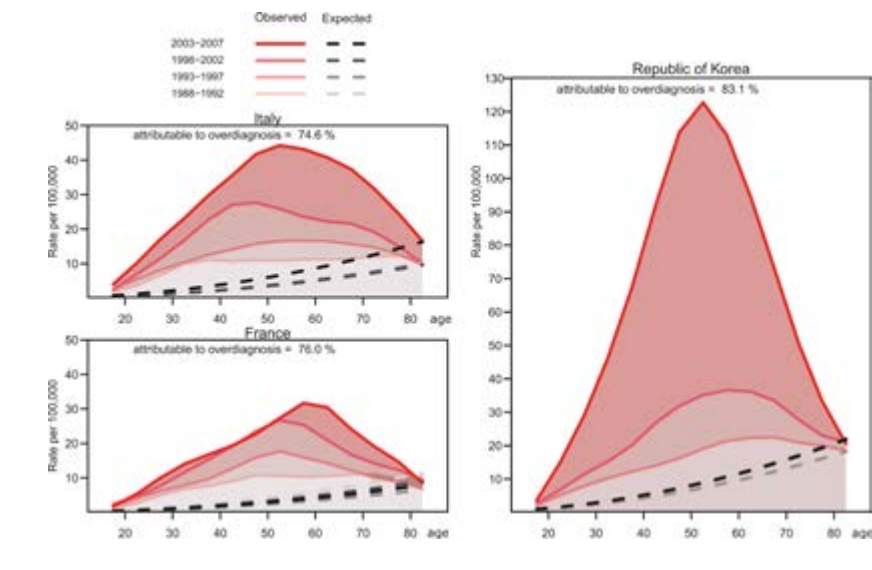 Observed Expected
2003-2007
1998-2002
1993-1997
1988-1992
Italy
attributable to overdiagnosis = 74.6 %
50
40
30
20
10
Rate per 100,000
20 30 40 50 60 70 80 age
France
attributable to overdiagnosis = 76.0 %
50
40
30
20
10
Rate per 100,000
20 30 40 50 60 70 80 age
Republic of Korea
attributable to overdiagnosis = 83.1 %
130
120
110
100
90
80
70
60
50
40
30
20
10
Rate per 100,000
20 30 40 50 60 70 80 age